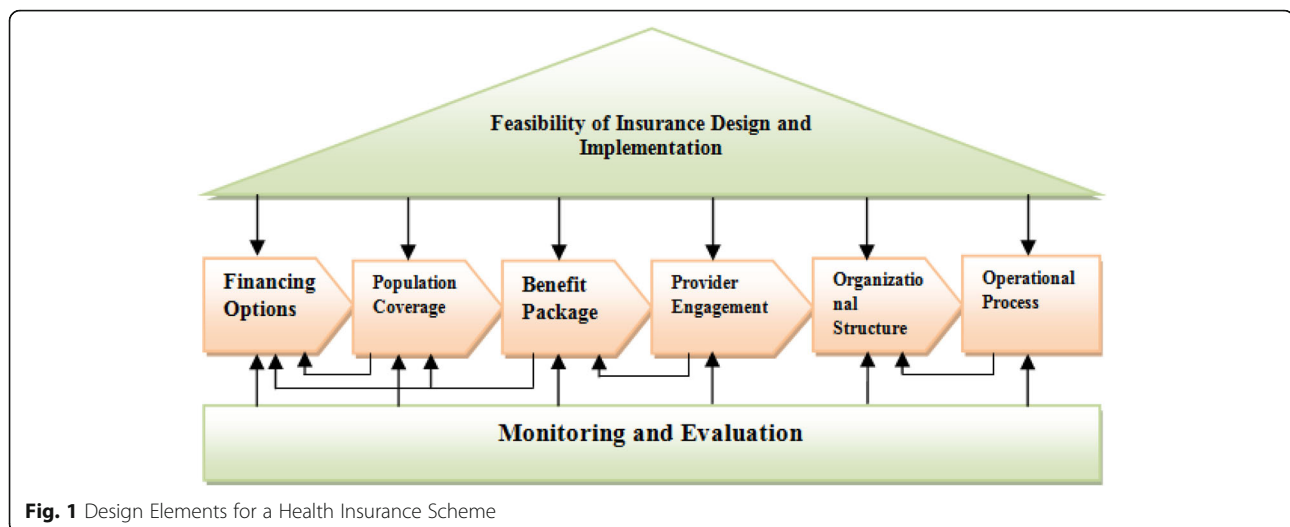 Feasibility of Insurance Design and
Implementation
Financing
Options
Population
Coverage
Benefit
Package
Provider
Engagement
Organizatio
nal
Structure
Operational
Process
Monitoring and Evaluation
Fig. 1 Design Elements for a Health Insurance Scheme